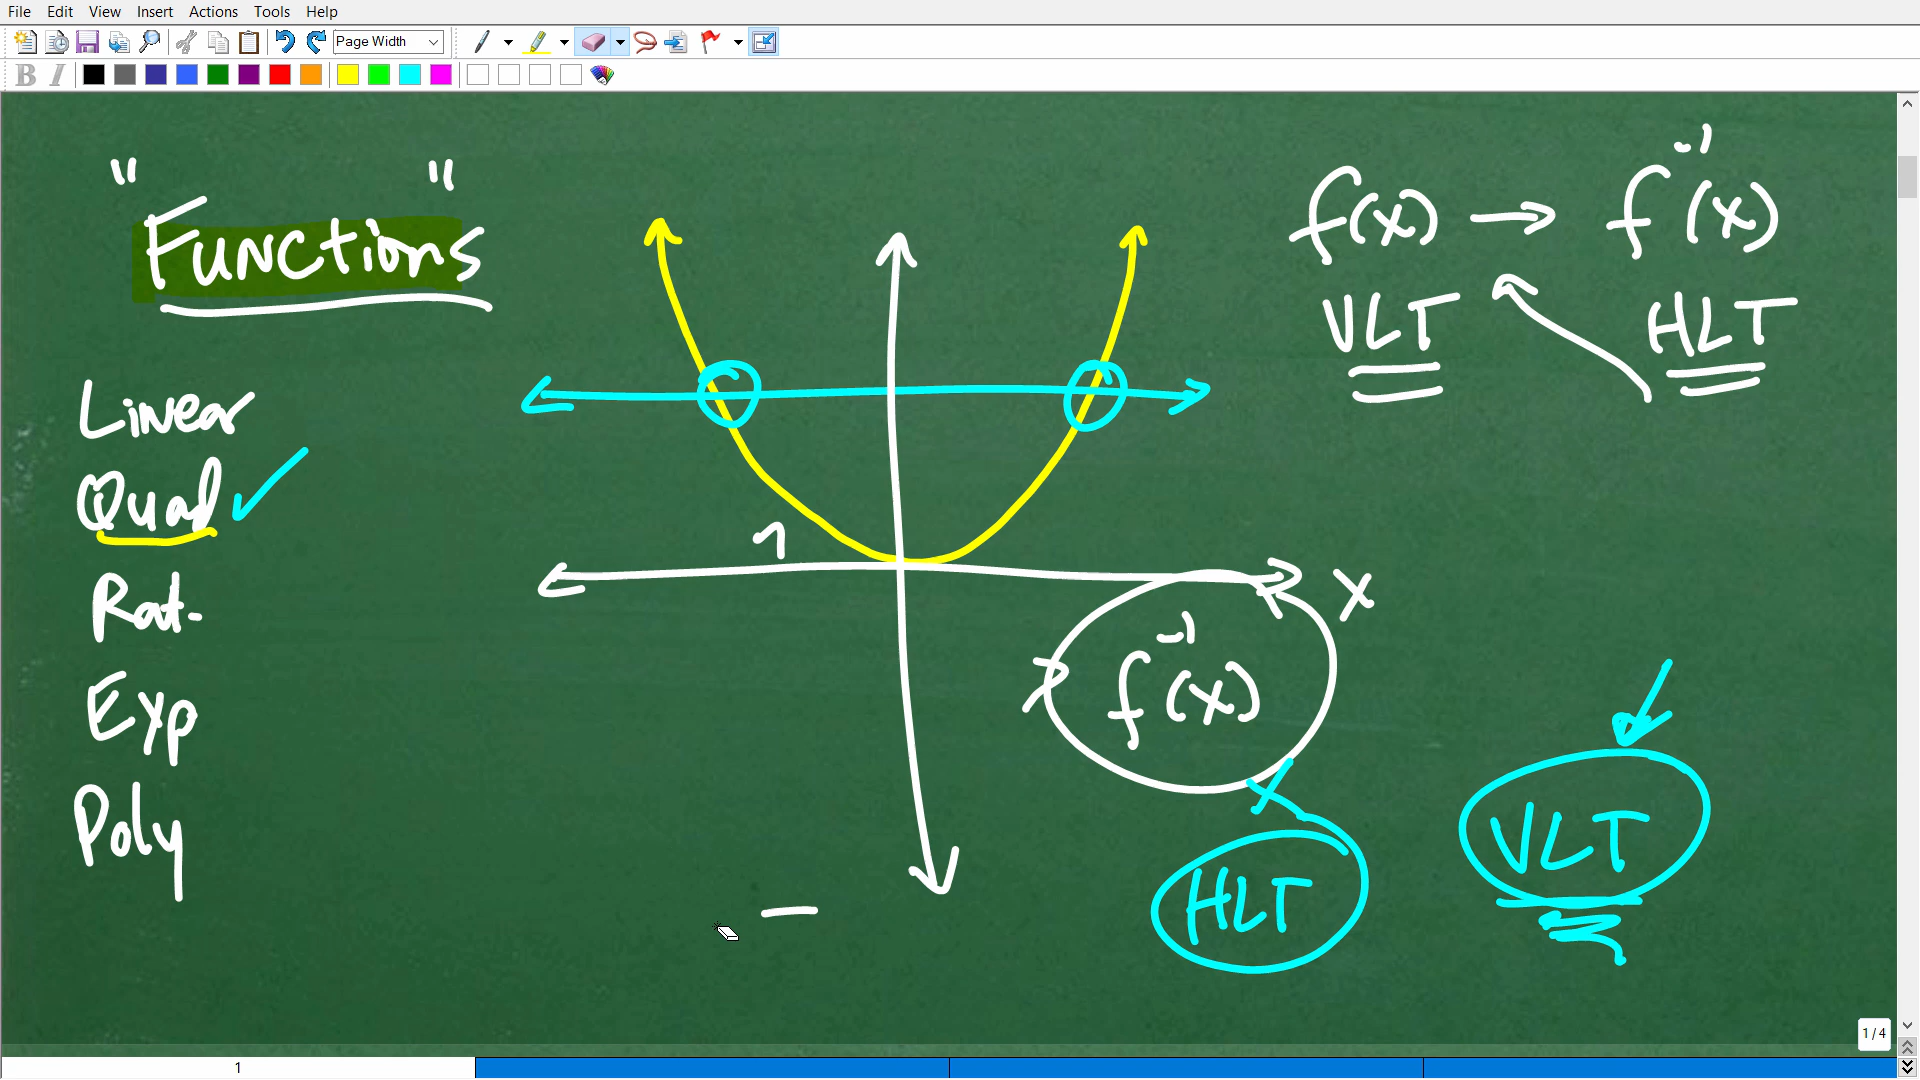 File Edit View Insert Actions Tools Help
Page Width
B I
" Functions "
Linear
Quad
Rat.
Exp
Poly
x
f(x) → f⁻¹(x)
VLT HLT
f⁻¹(x)
HLT
VLT
1 / 4
1